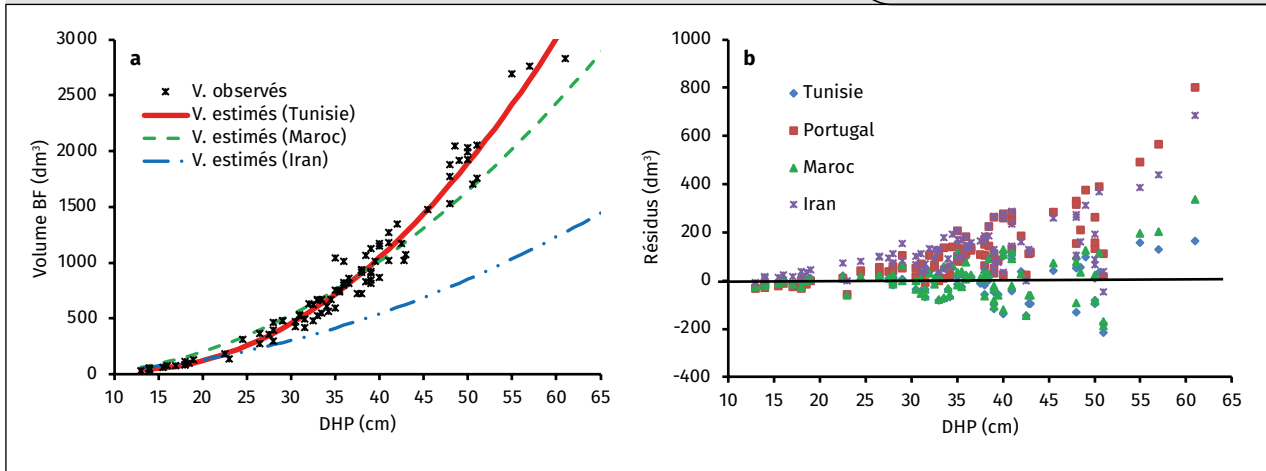 a
3000
2500
2000
1500
1000
500
0
Volume BF (dm³)
V. observés
V. estimés (Tunisie)
V. estimés (Maroc)
V. estimés (Iran)
10 15 20 25 30 35 40 45 50 55 60 65
DHP (cm)
b
1000
800
600
400
200
0
-200
-400
Résidus (dm³)
Tunisie
Portugal
Maroc
Iran
10 15 20 25 30 35 40 45 50 55 60 65
DHP (cm)